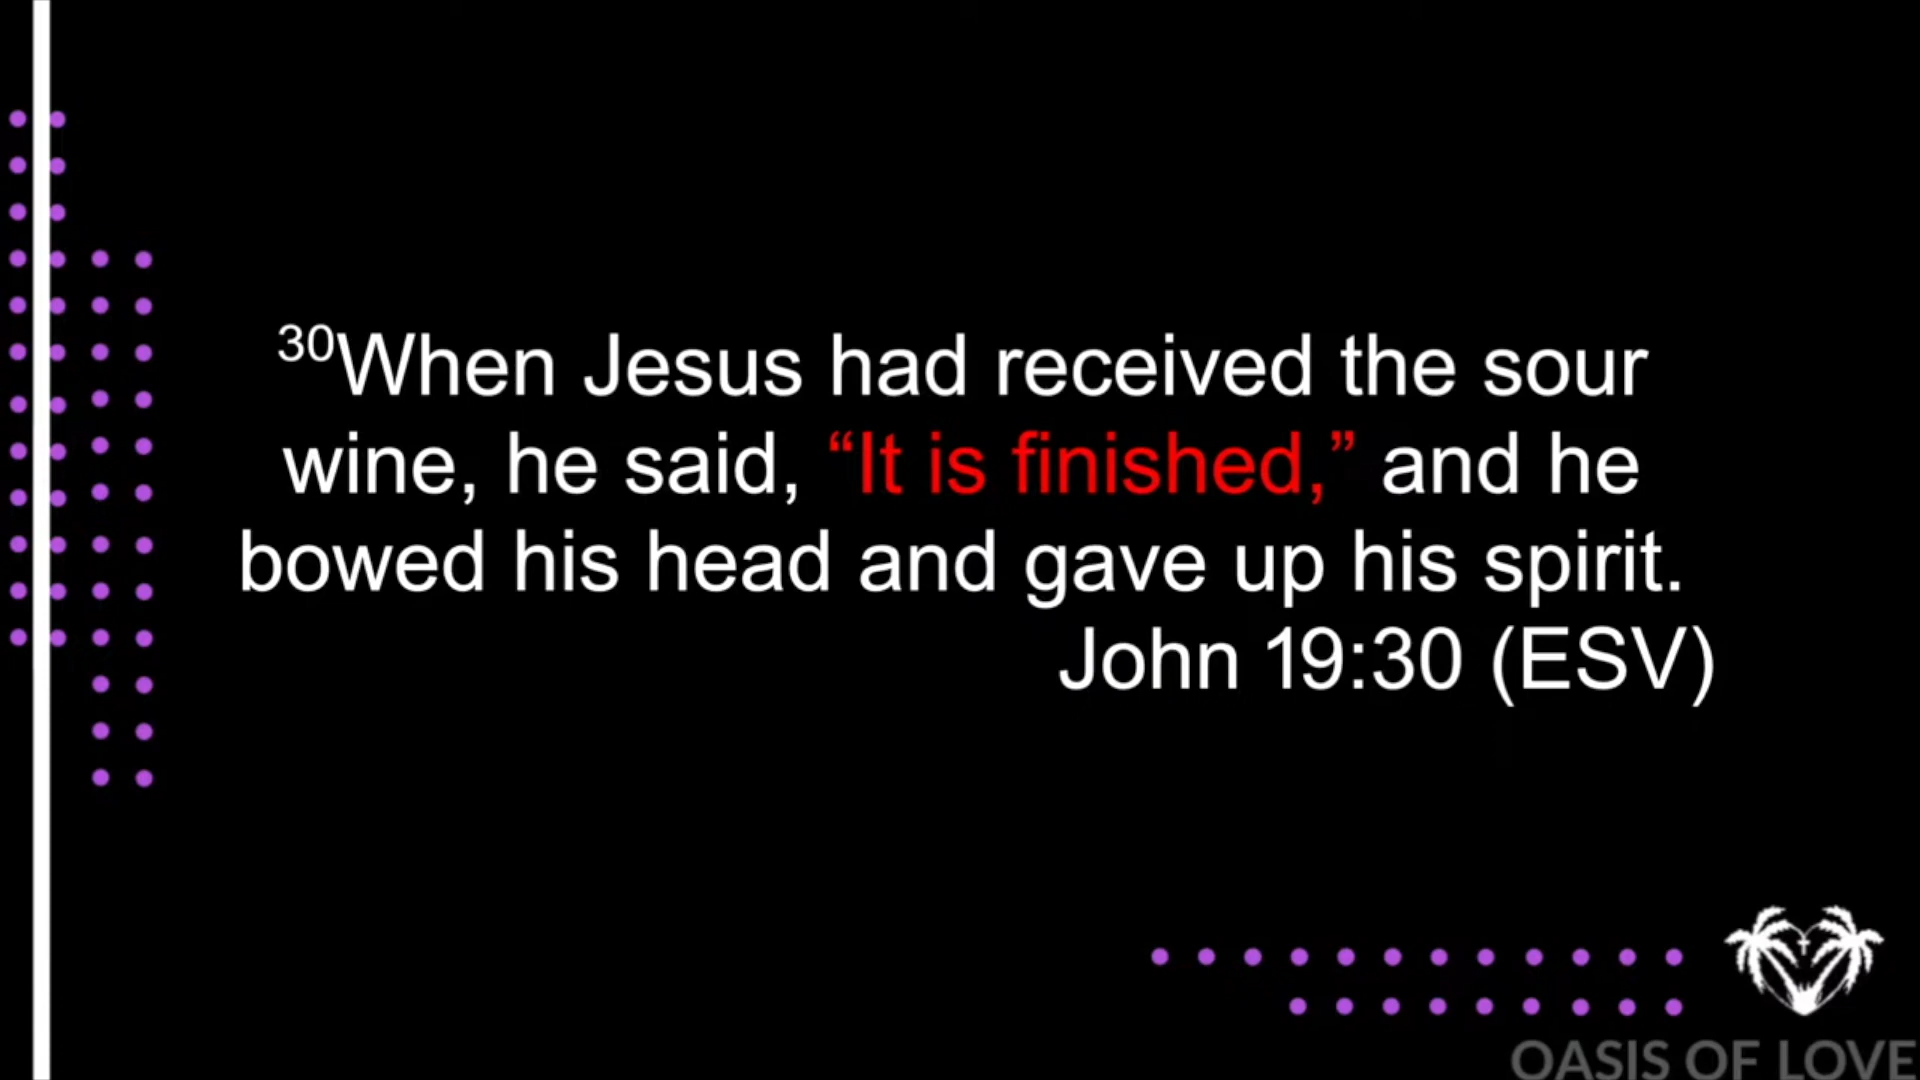 ³⁰When Jesus had received the sour
wine, he said, “It is finished,” and he
bowed his head and gave up his spirit.
John 19:30 (ESV)
OASIS OF LOVE